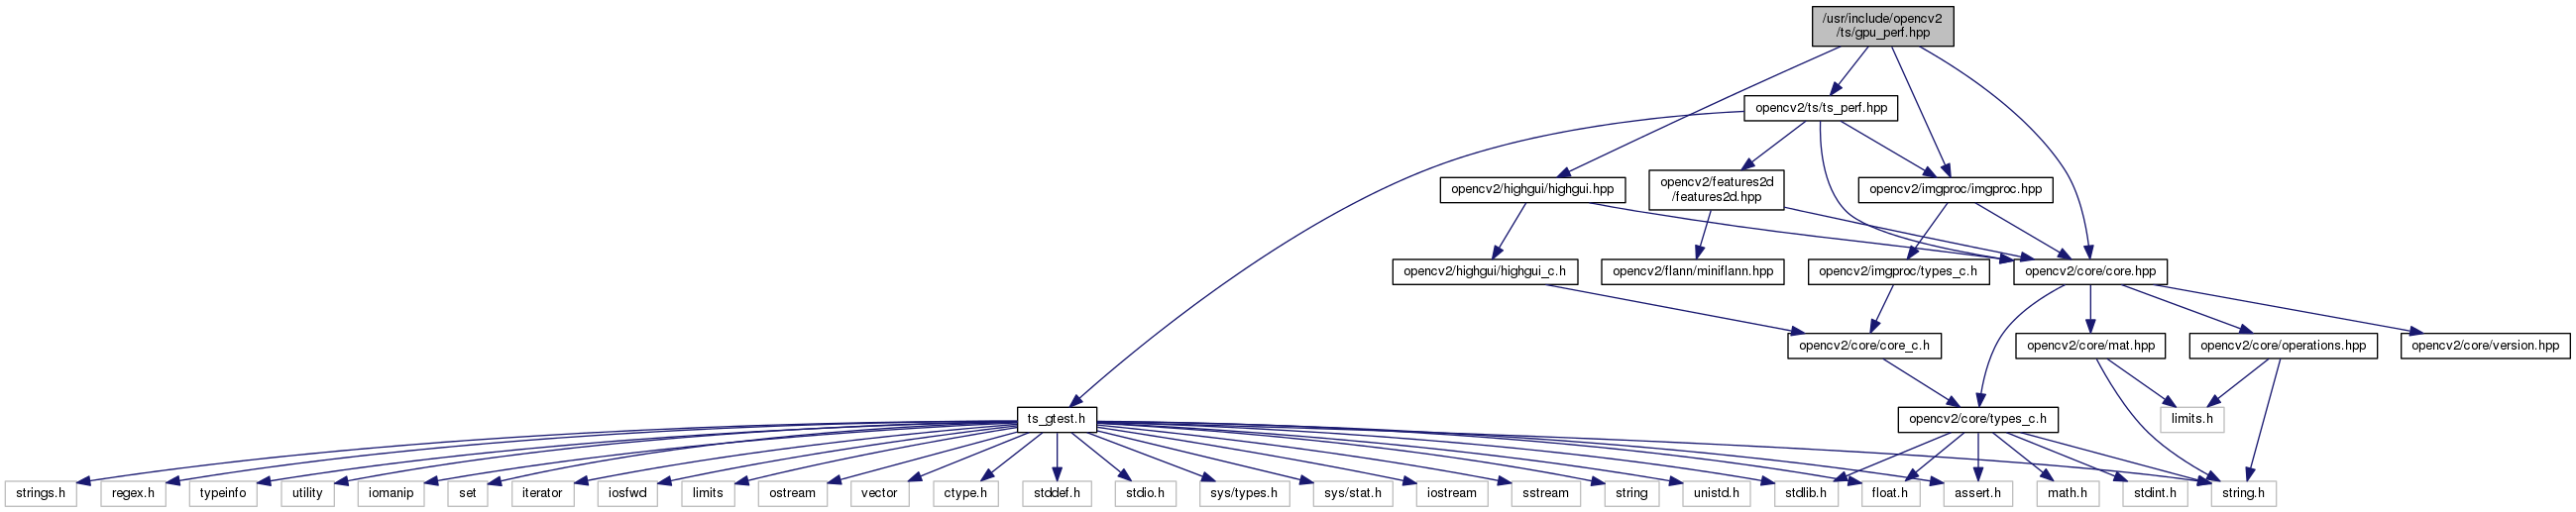 /usr/include/opencv2
/ts/gpu_perf.hpp
opencv2/ts/ts_perf.hpp
opencv2/highgui/highgui.hpp
opencv2/features2d
/features2d.hpp
opencv2/imgproc/imgproc.hpp
opencv2/highgui/highgui_c.h
opencv2/flann/miniflann.hpp
opencv2/imgproc/types_c.h
opencv2/core/core.hpp
opencv2/core/core_c.h
opencv2/core/mat.hpp
opencv2/core/operations.hpp
opencv2/core/version.hpp
ts_gtest.h
opencv2/core/types_c.h
limits.h
strings.h
regex.h
typeinfo
utility
iomanip
set
iterator
iosfwd
limits
ostream
vector
ctype.h
stddef.h
stdio.h
sys/types.h
sys/stat.h
iostream
sstream
string
unistd.h
stdlib.h
float.h
assert.h
math.h
stdint.h
string.h